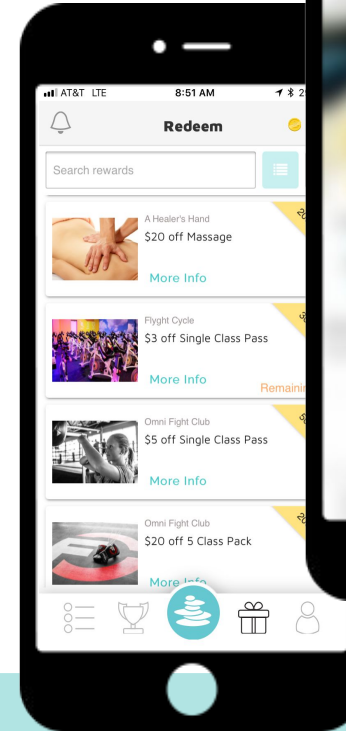 AT&T LTE 8:51 AM
Redeem
Search rewards
A Healer's Hand
$20 off Massage
More Info
Flyght Cycle
$3 off Single Class Pass
More Info
Omni Fight Club
$5 off Single Class Pass
More Info
Omni Fight Club
$20 off 5 Class Pack
More Info